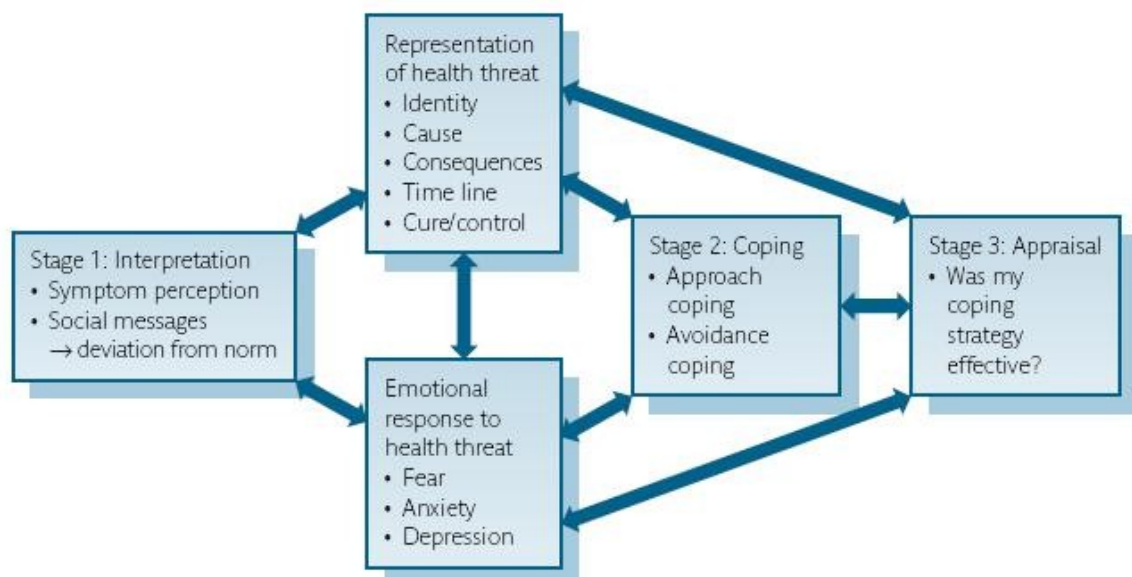 Representation
of health threat
• Identity
• Cause
• Consequences
• Time line
• Cure/control
Stage 1: Interpretation
• Symptom perception
• Social messages
→ deviation from norm
Stage 2: Coping
• Approach
coping
• Avoidance
coping
Stage 3: Appraisal
• Was my
coping
strategy
effective?
Emotional
response to
health threat
• Fear
• Anxiety
• Depression